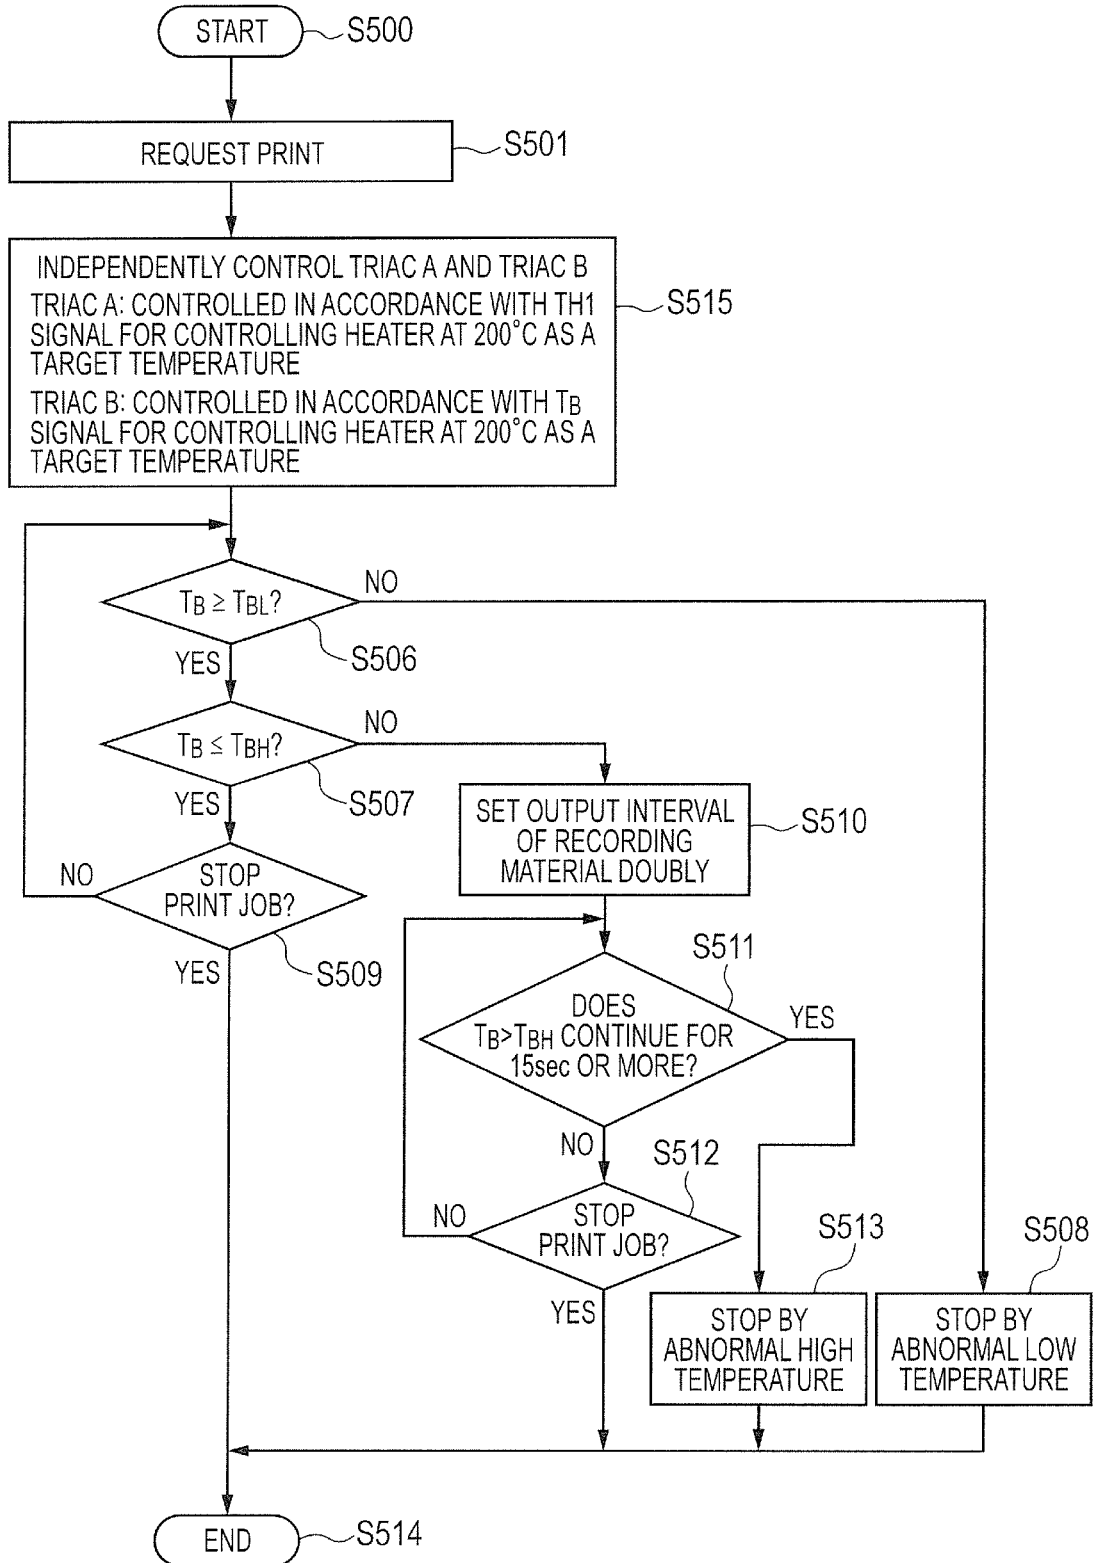 START
S500
REQUEST PRINT
S501
INDEPENDENTLY CONTROL TRIAC A AND TRIAC B
TRIAC A: CONTROLLED IN ACCORDANCE WITH TH1
SIGNAL FOR CONTROLLING HEATER AT 200°C AS A
TARGET TEMPERATURE
TRIAC B: CONTROLLED IN ACCORDANCE WITH TB
SIGNAL FOR CONTROLLING HEATER AT 200°C AS A
TARGET TEMPERATURE
S515
TB ≥ TBL?
NO
YES
S506
TB ≤ TBH?
NO
YES
S507
SET OUTPUT INTERVAL
OF RECORDING
MATERIAL DOUBLY
S510
NO
STOP
PRINT JOB?
YES
S509
S511
DOES
TB>TBH CONTINUE FOR
15sec OR MORE?
YES
NO
S512
NO
STOP
PRINT JOB?
YES
S513
STOP BY
ABNORMAL HIGH
TEMPERATURE
S508
STOP BY
ABNORMAL LOW
TEMPERATURE
END
S514